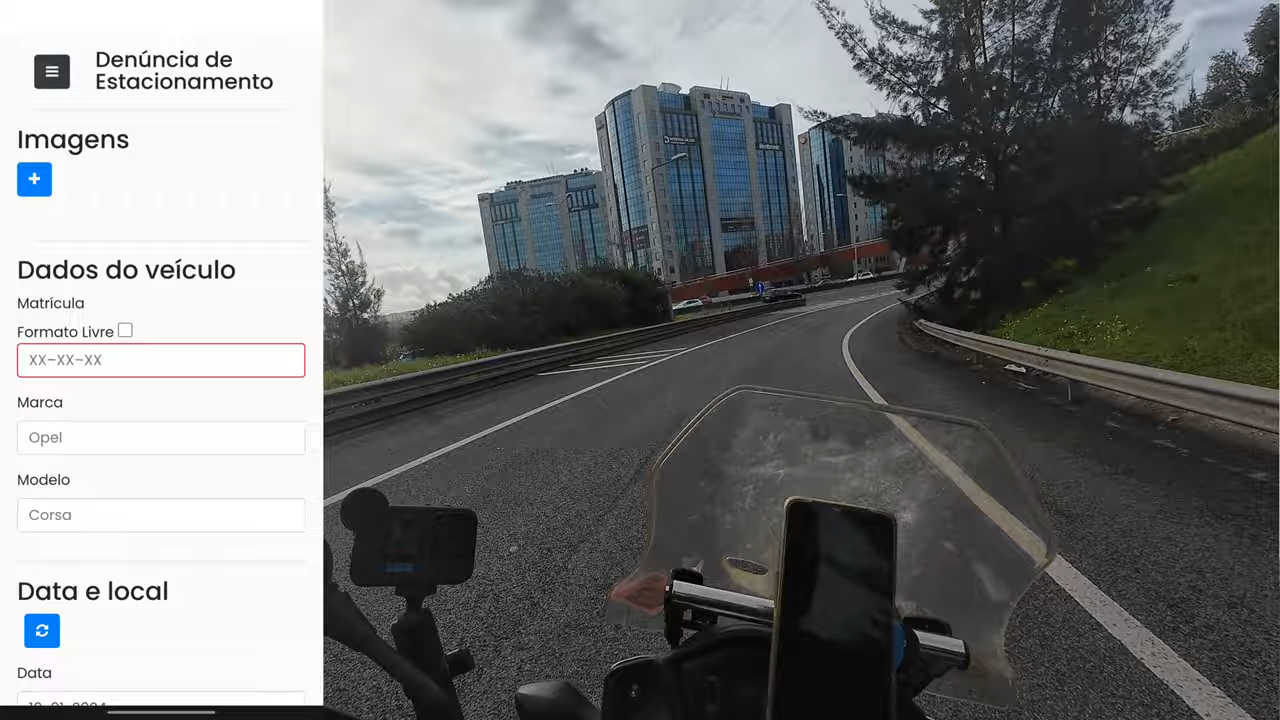 Denúncia de
Estacionamento
Imagens
+
Dados do veículo
Matrícula
Formato Livre
XX-XX-XX
Marca
Opel
Modelo
Corsa
Data e local
Data